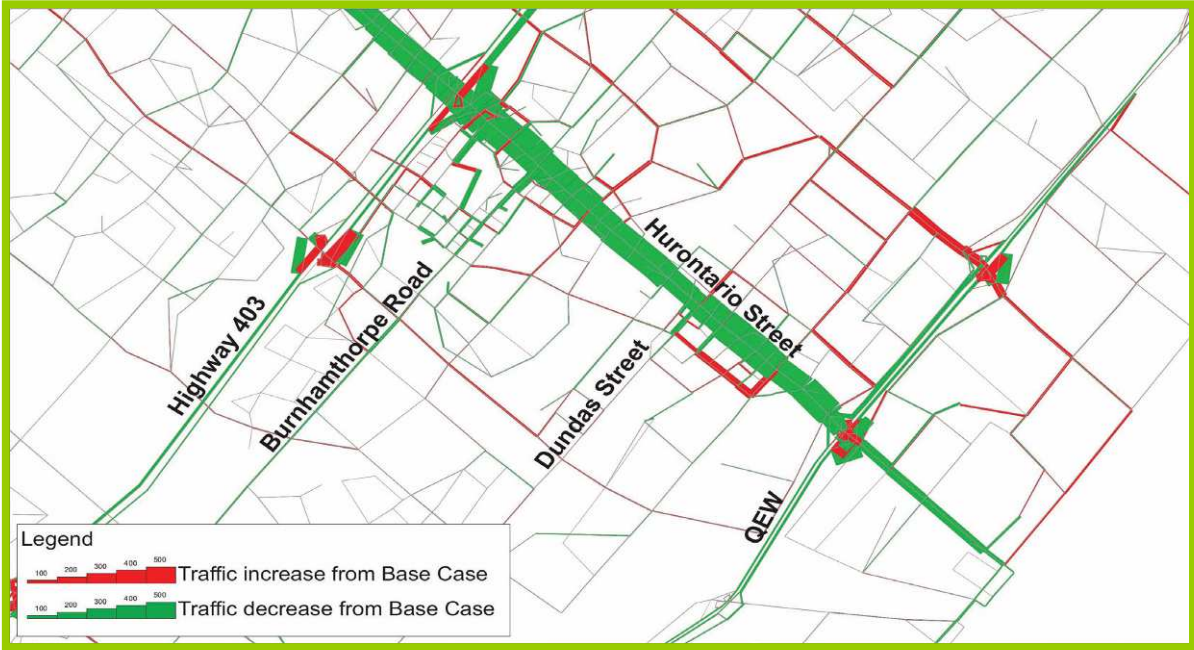 Hurontario Street
Highway 403
Burnhamthorpe Road
Dundas Street
QEW
Legend
100 200 300 400 500 Traffic increase from Base Case
100 200 300 400 500 Traffic decrease from Base Case